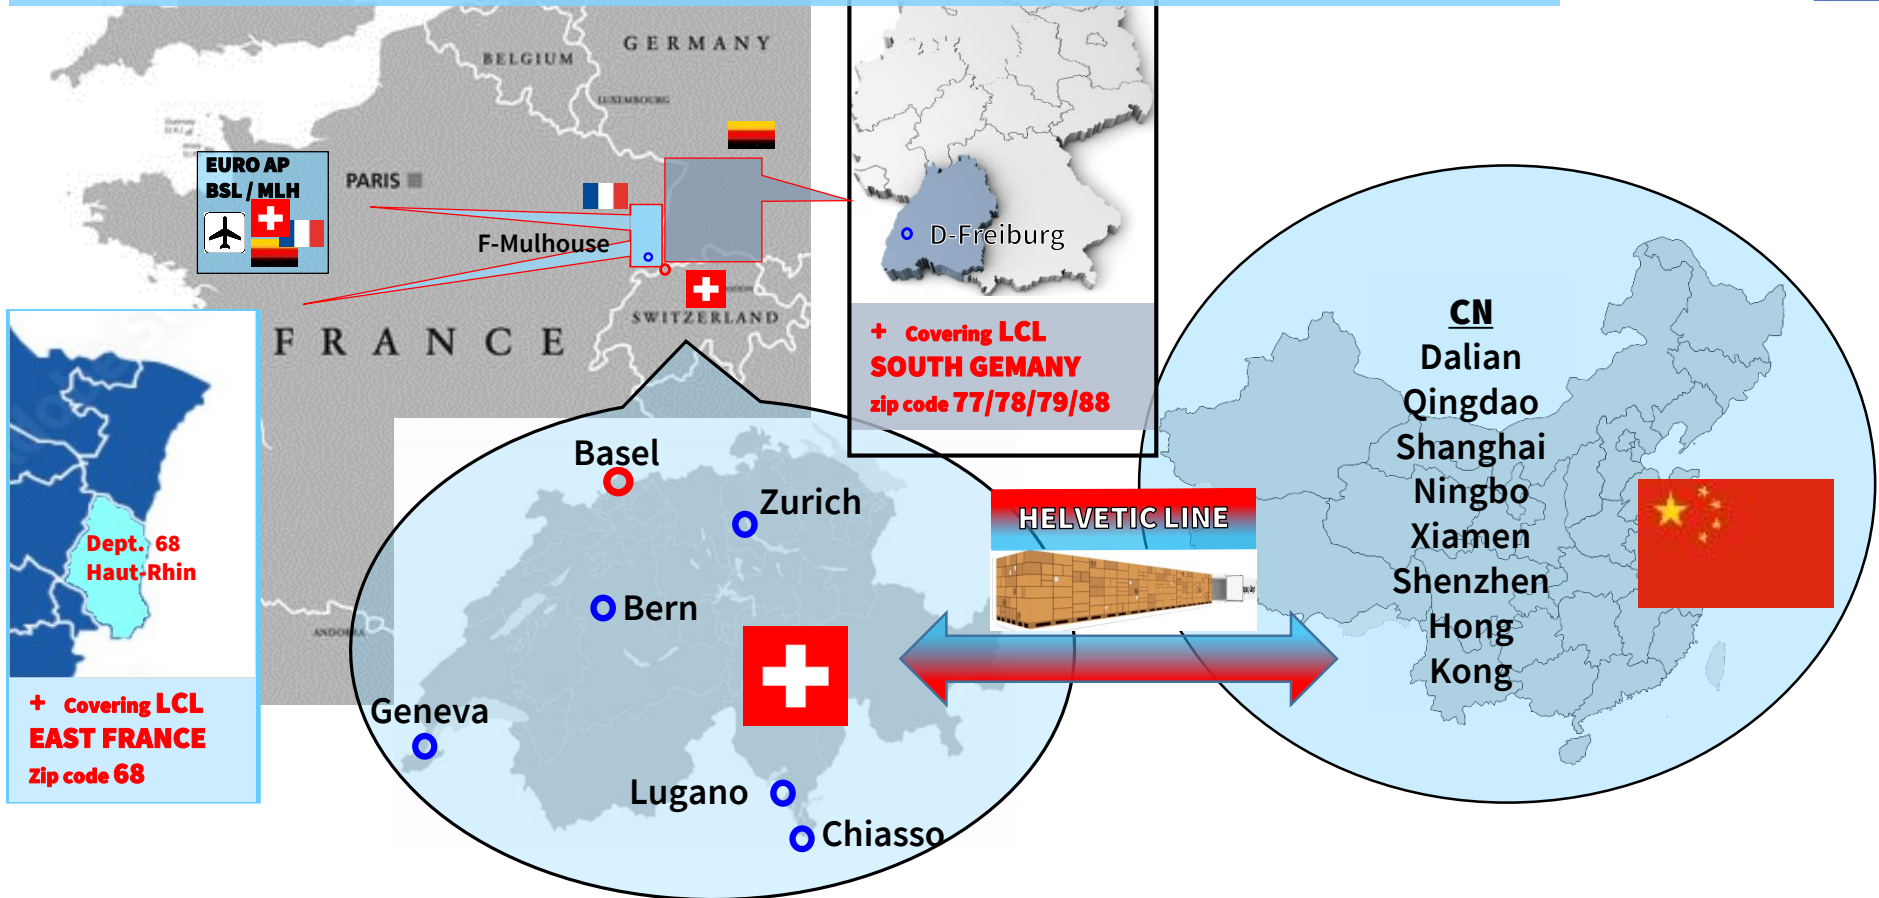 GERMANY
BELGIUM
LUXEMBOURG
EURO AP
BSL / MLH
PARIS
F-Mulhouse
SWITZERLAND
FRANCE
ANDORRA
D-Freiburg
+ Covering LCL
SOUTH GEMANY
zip code 77/78/79/88
Dept. 68
Haut-Rhin
+ Covering LCL
EAST FRANCE
Zip code 68
Basel
Zurich
Bern
Geneva
Lugano
Chiasso
HELVETIC LINE
CN
Dalian
Qingdao
Shanghai
Ningbo
Xiamen
Shenzhen
Hong
Kong